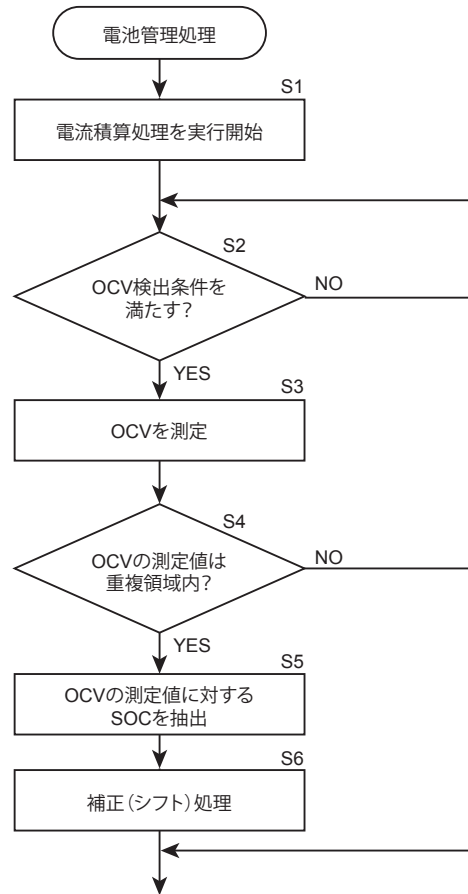 電池管理処理
S1
電流積算処理を実行開始
S2
OCV検出条件を
満たす？
NO
YES
S3
OCVを測定
S4
OCVの測定値は
重複領域内？
NO
YES
S5
OCVの測定値に対する
SOCを抽出
S6
補正（シフト）処理